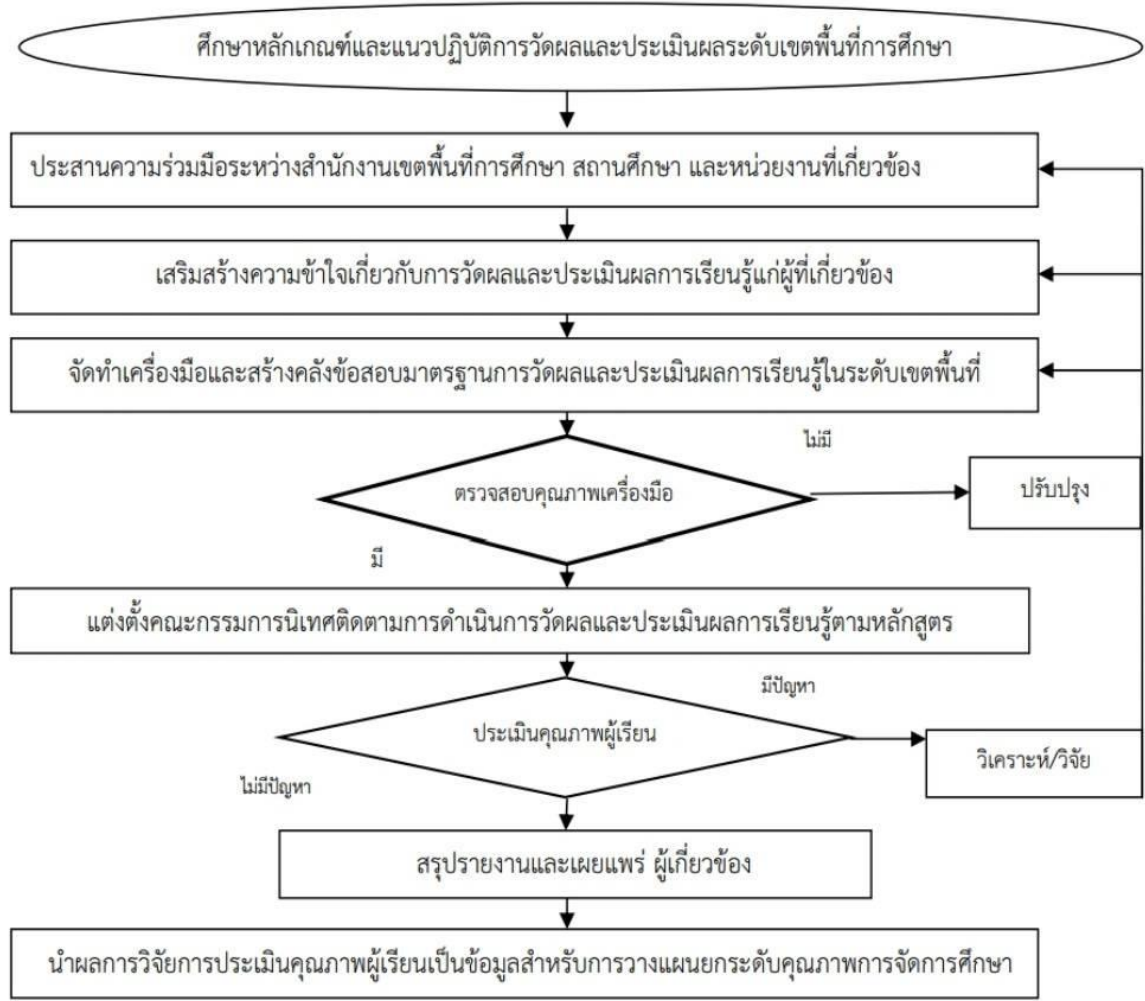 ศึกษาหลักเกณฑ์และแนวปฏิบัติการวัดผลและประเมินผลระดับเขตพื้นที่การศึกษา
ประสานความร่วมมือระหว่างสำนักงานเขตพื้นที่การศึกษา สถานศึกษา และหน่วยงานที่เกี่ยวข้อง
เสริมสร้างความข้าใจเกี่ยวกับการวัดผลและประเมินผลการเรียนรู้แก่ผู้ที่เกี่ยวข้อง
จัดทำเครื่องมือและสร้างคลังข้อสอบมาตรฐานการวัดผลและประเมินผลการเรียนรู้ในระดับเขตพื้นที่
ไม่มี
ตรวจสอบคุณภาพเครื่องมือ
ปรับปรุง
มี
แต่งตั้งคณะกรรมการนิเทศติดตามการดำเนินการวัดผลและประเมินผลการเรียนรู้ตามหลักสูตร
มีปัญหา
ประเมินคุณภาพผู้เรียน
วิเคราะห์/วิจัย
ไม่มีปัญหา
สรุปรายงานและเผยแพร่ ผู้เกี่ยวข้อง
นำผลการวิจัยการประเมินคุณภาพผู้เรียนเป็นข้อมูลสำหรับการวางแผนยกระดับคุณภาพการจัดการศึกษา